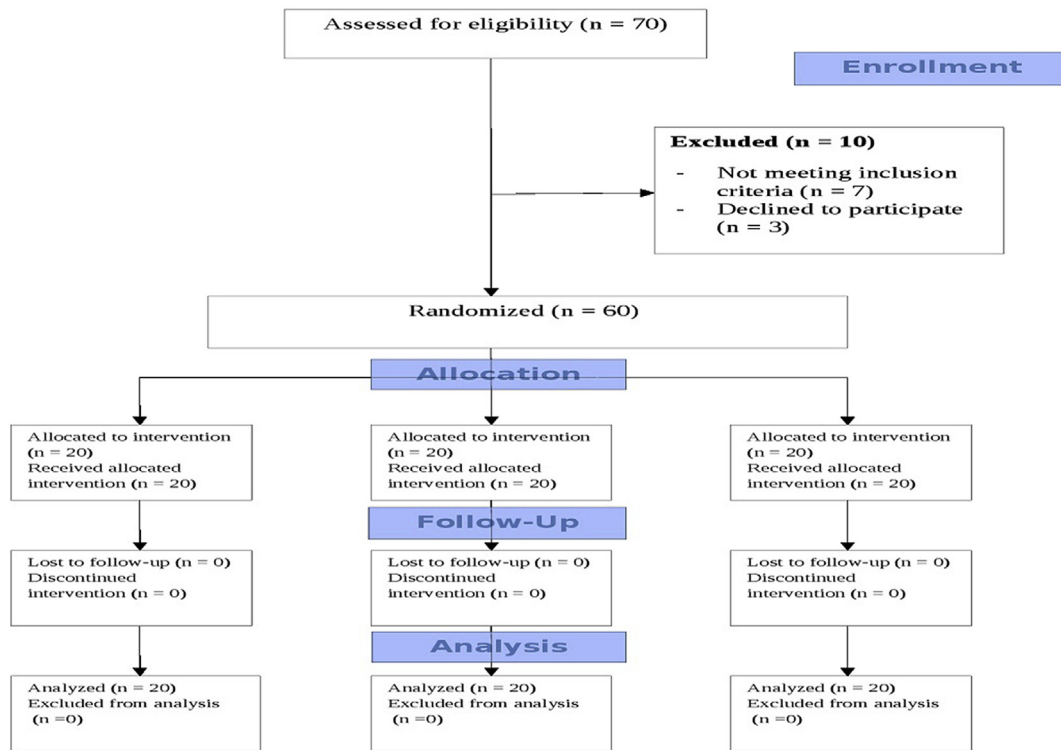 Assessed for eligibility (n = 70)
Enrollment
Excluded (n = 10)
- Not meeting inclusion
criteria (n = 7)
- Declined to participate
(n = 3)
Randomized (n = 60)
Allocation
Allocated to intervention
(n = 20)
Received allocated
intervention (n = 20)
Allocated to intervention
(n = 20)
Received allocated
intervention (n = 20)
Allocated to intervention
(n = 20)
Received allocated
intervention (n = 20)
Follow-Up
Lost to follow-up (n = 0)
Discontinued
intervention (n = 0)
Lost to follow-up (n = 0)
Discontinued
intervention (n = 0)
Lost to follow-up (n = 0)
Discontinued
intervention (n = 0)
Analysis
Analyzed (n = 20)
Excluded from analysis
(n =0)
Analyzed (n = 20)
Excluded from analysis
(n =0)
Analyzed (n = 20)
Excluded from analysis
(n =0)